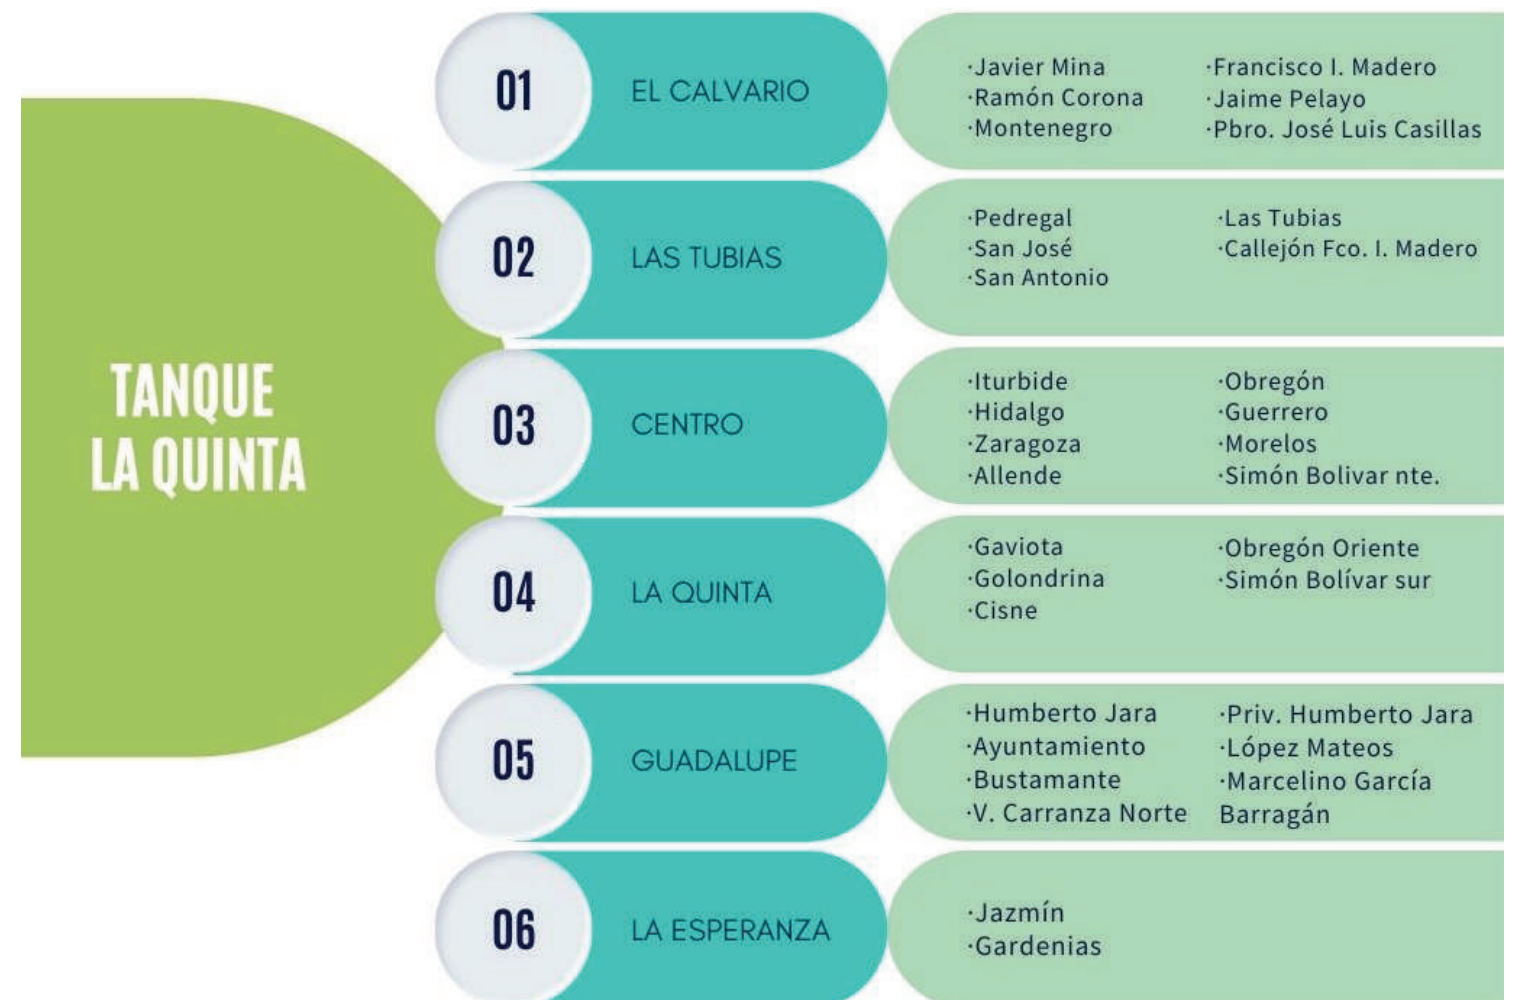 TANQUE
LA QUINTA
01
EL CALVARIO
·Javier Mina
·Ramón Corona
·Montenegro
·Francisco I. Madero
·Jaime Pelayo
·Pbro. José Luis Casillas
02
LAS TUBIAS
·Pedregal
·San José
·San Antonio
·Las Tubias
·Callejón Fco. I. Madero
03
CENTRO
·Iturbide
·Hidalgo
·Zaragoza
·Allende
·Obregón
·Guerrero
·Morelos
·Simón Bolivar nte.
04
LA QUINTA
·Gaviota
·Golondrina
·Cisne
·Obregón Oriente
·Simón Bolívar sur
05
GUADALUPE
·Humberto Jara
·Ayuntamiento
·Bustamante
·V. Carranza Norte
·Priv. Humberto Jara
·López Mateos
·Marcelino García
Barragán
06
LA ESPERANZA
·Jazmín
·Gardenias